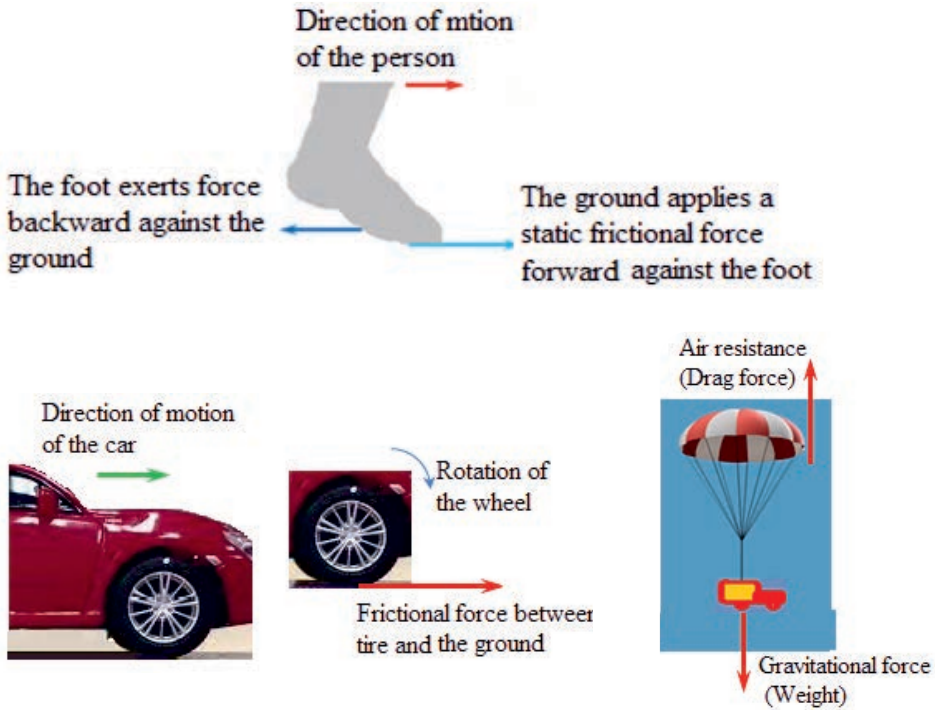 Direction of mtion
of the person
The foot exerts force
backward against the
ground
The ground applies a
static frictional force
forward against the foot
Air resistance
(Drag force)
Direction of motion
of the car
Rotation of
the wheel
Frictional force between
tire and the ground
Gravitational force
(Weight)